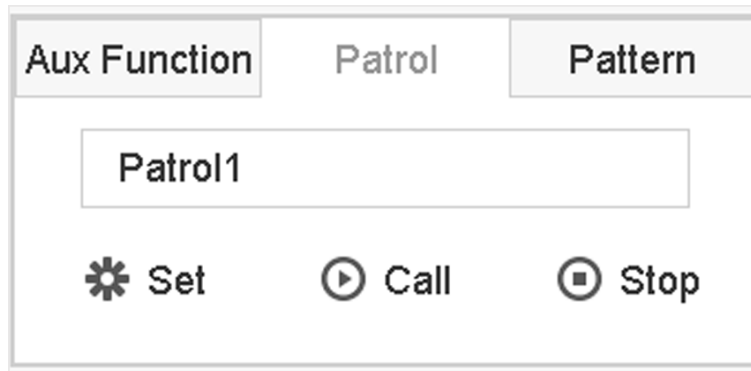 Aux Function Patrol Pattern
Patrol1
Set Call Stop